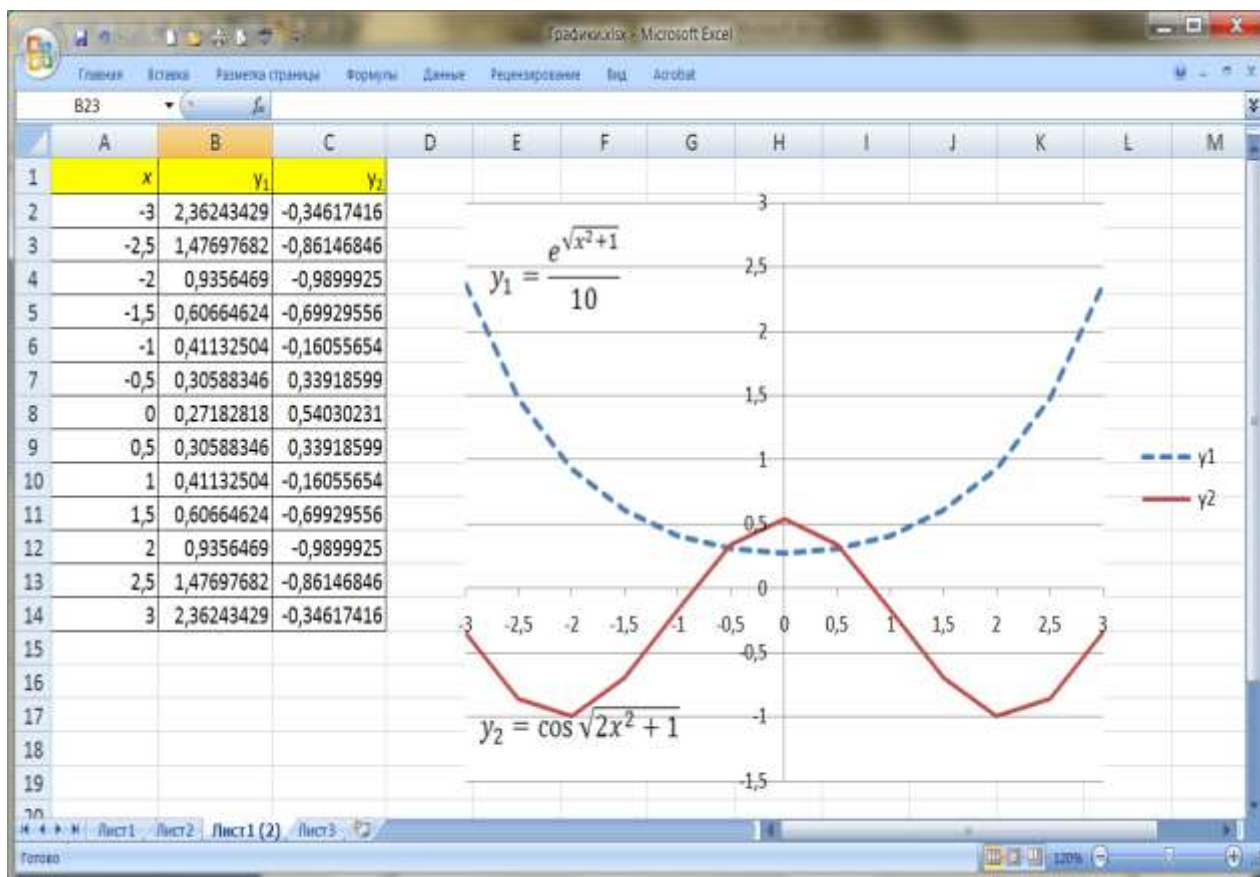 Графики.xlsx - Microsoft Excel
Главная Вставка Разметка страницы Формулы Данные Рецензирование Вид Acrobat
B23 fx
A B C D E F G H I J K L M
1 x y₁ y₂
2 -3 2,36243429 -0,34617416
3 -2,5 1,47697682 -0,86146846
4 -2 0,9356469 -0,9899925
5 -1,5 0,60664624 -0,69929556
6 -1 0,41132504 -0,16055654
7 -0,5 0,30588346 0,33918599
8 0 0,27182818 0,54030231
9 0,5 0,30588346 0,33918599
10 1 0,41132504 -0,16055654
11 1,5 0,60664624 -0,69929556
12 2 0,9356469 -0,9899925
13 2,5 1,47697682 -0,86146846
14 3 2,36243429 -0,34617416
15
16
17
18
19
20
3
2,5
2
1,5
1
0,5
0
-3 -2,5 -2 -1,5 -1 -0,5 0 0,5 1 1,5 2 2,5 3
-0,5
-1
-1,5
y₁ = e^√(x²+1) / 10
y₂ = cos √(2x² + 1)
y1
y2
Лист1 Лист2 Лист1 (2) Лист3
Готово 120%